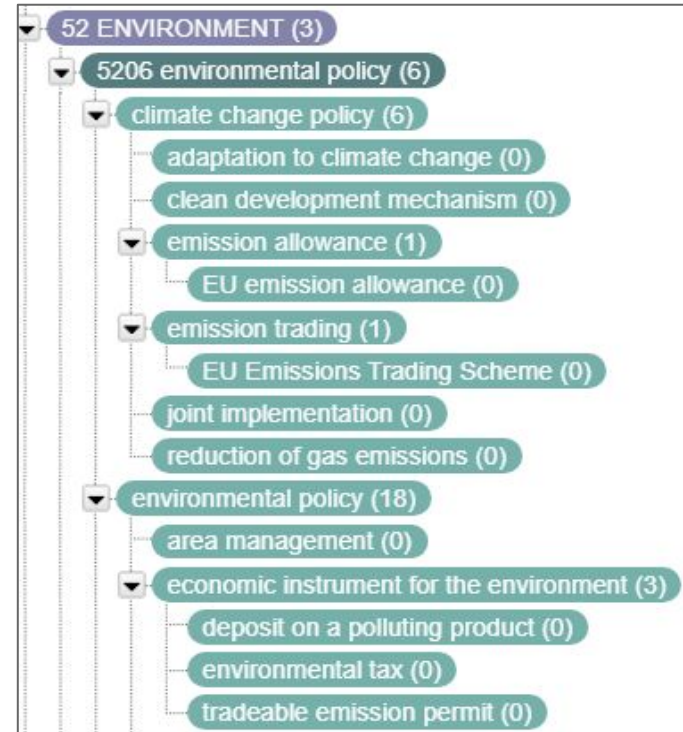 52 ENVIRONMENT (3)
5206 environmental policy (6)
climate change policy (6)
adaptation to climate change (0)
clean development mechanism (0)
emission allowance (1)
EU emission allowance (0)
emission trading (1)
EU Emissions Trading Scheme (0)
joint implementation (0)
reduction of gas emissions (0)
environmental policy (18)
area management (0)
economic instrument for the environment (3)
deposit on a polluting product (0)
environmental tax (0)
tradeable emission permit (0)